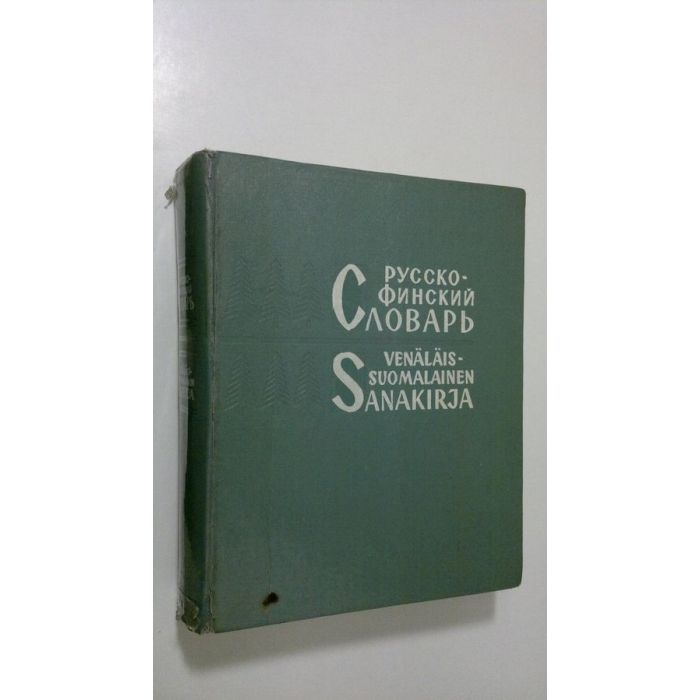 РУССКО-
ФИНСКИЙ
СЛОВАРЬ
VENÄLÄIS-
SUOMALAINEN
SANAKIRJA